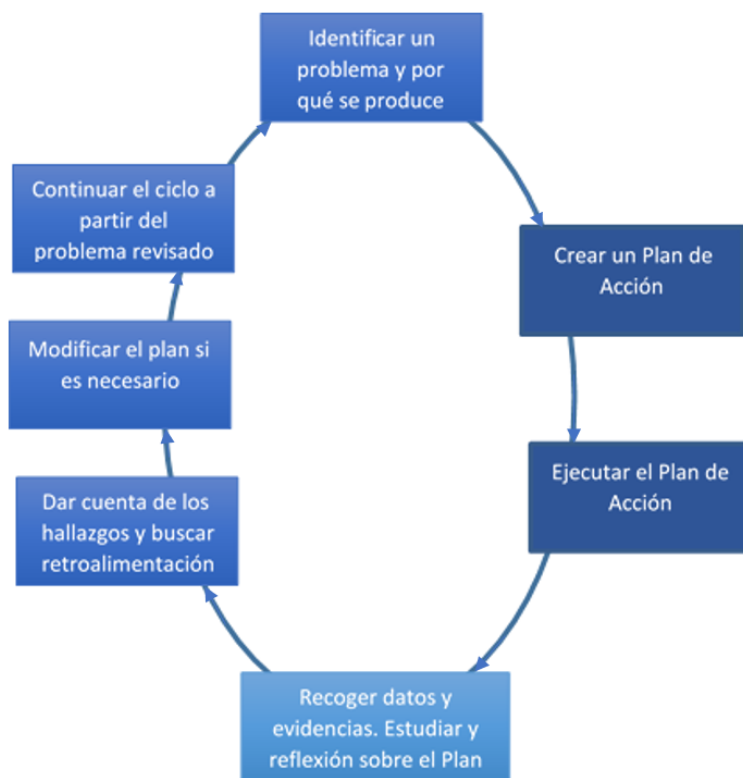 Identificar un
problema y por
qué se produce
Crear un Plan de
Acción
Ejecutar el Plan de
Acción
Recoger datos y
evidencias. Estudiar y
reflexión sobre el Plan
Dar cuenta de los
hallazgos y buscar
retroalimentación
Modificar el plan si
es necesario
Continuar el ciclo a
partir del
problema revisado